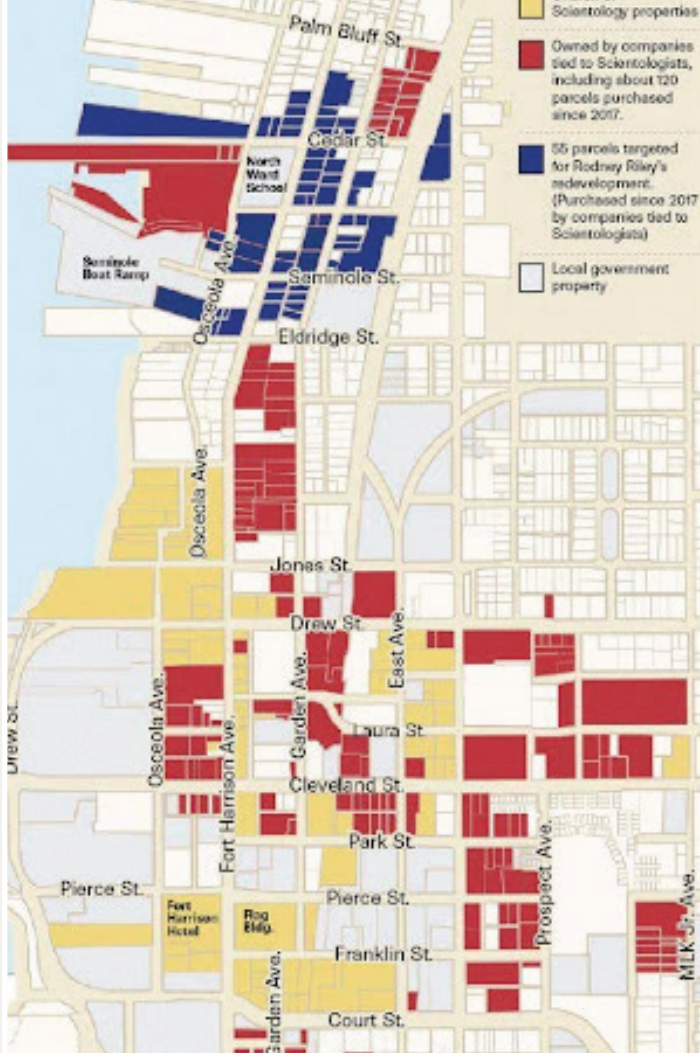 Scientology properties
Palm Bluff St.
Owned by companies
tied to Scientologists,
including about 120
parcels purchased
since 2017.
Cedar St.
55 parcels targeted
for Rodney Riley's
redevelopment.
(Purchased since 2017
by companies tied to
Scientologists)
North
Ward
School
Osceola Ave.
Seminole
Boat Ramp
Seminole St.
Local government
property
Eldridge St.
Osceola Ave.
Jones St.
Drew St.
East Ave.
Garden Ave.
Osceola Ave.
Drew St.
Laura St.
Fort Harrison Ave.
Cleveland St.
Park St.
Prospect Ave.
Pierce St.
Pierce St.
Fort
Harrison
Hotel
Flag
Bldg.
MLK Jr. Ave.
Franklin St.
Garden Ave.
Court St.